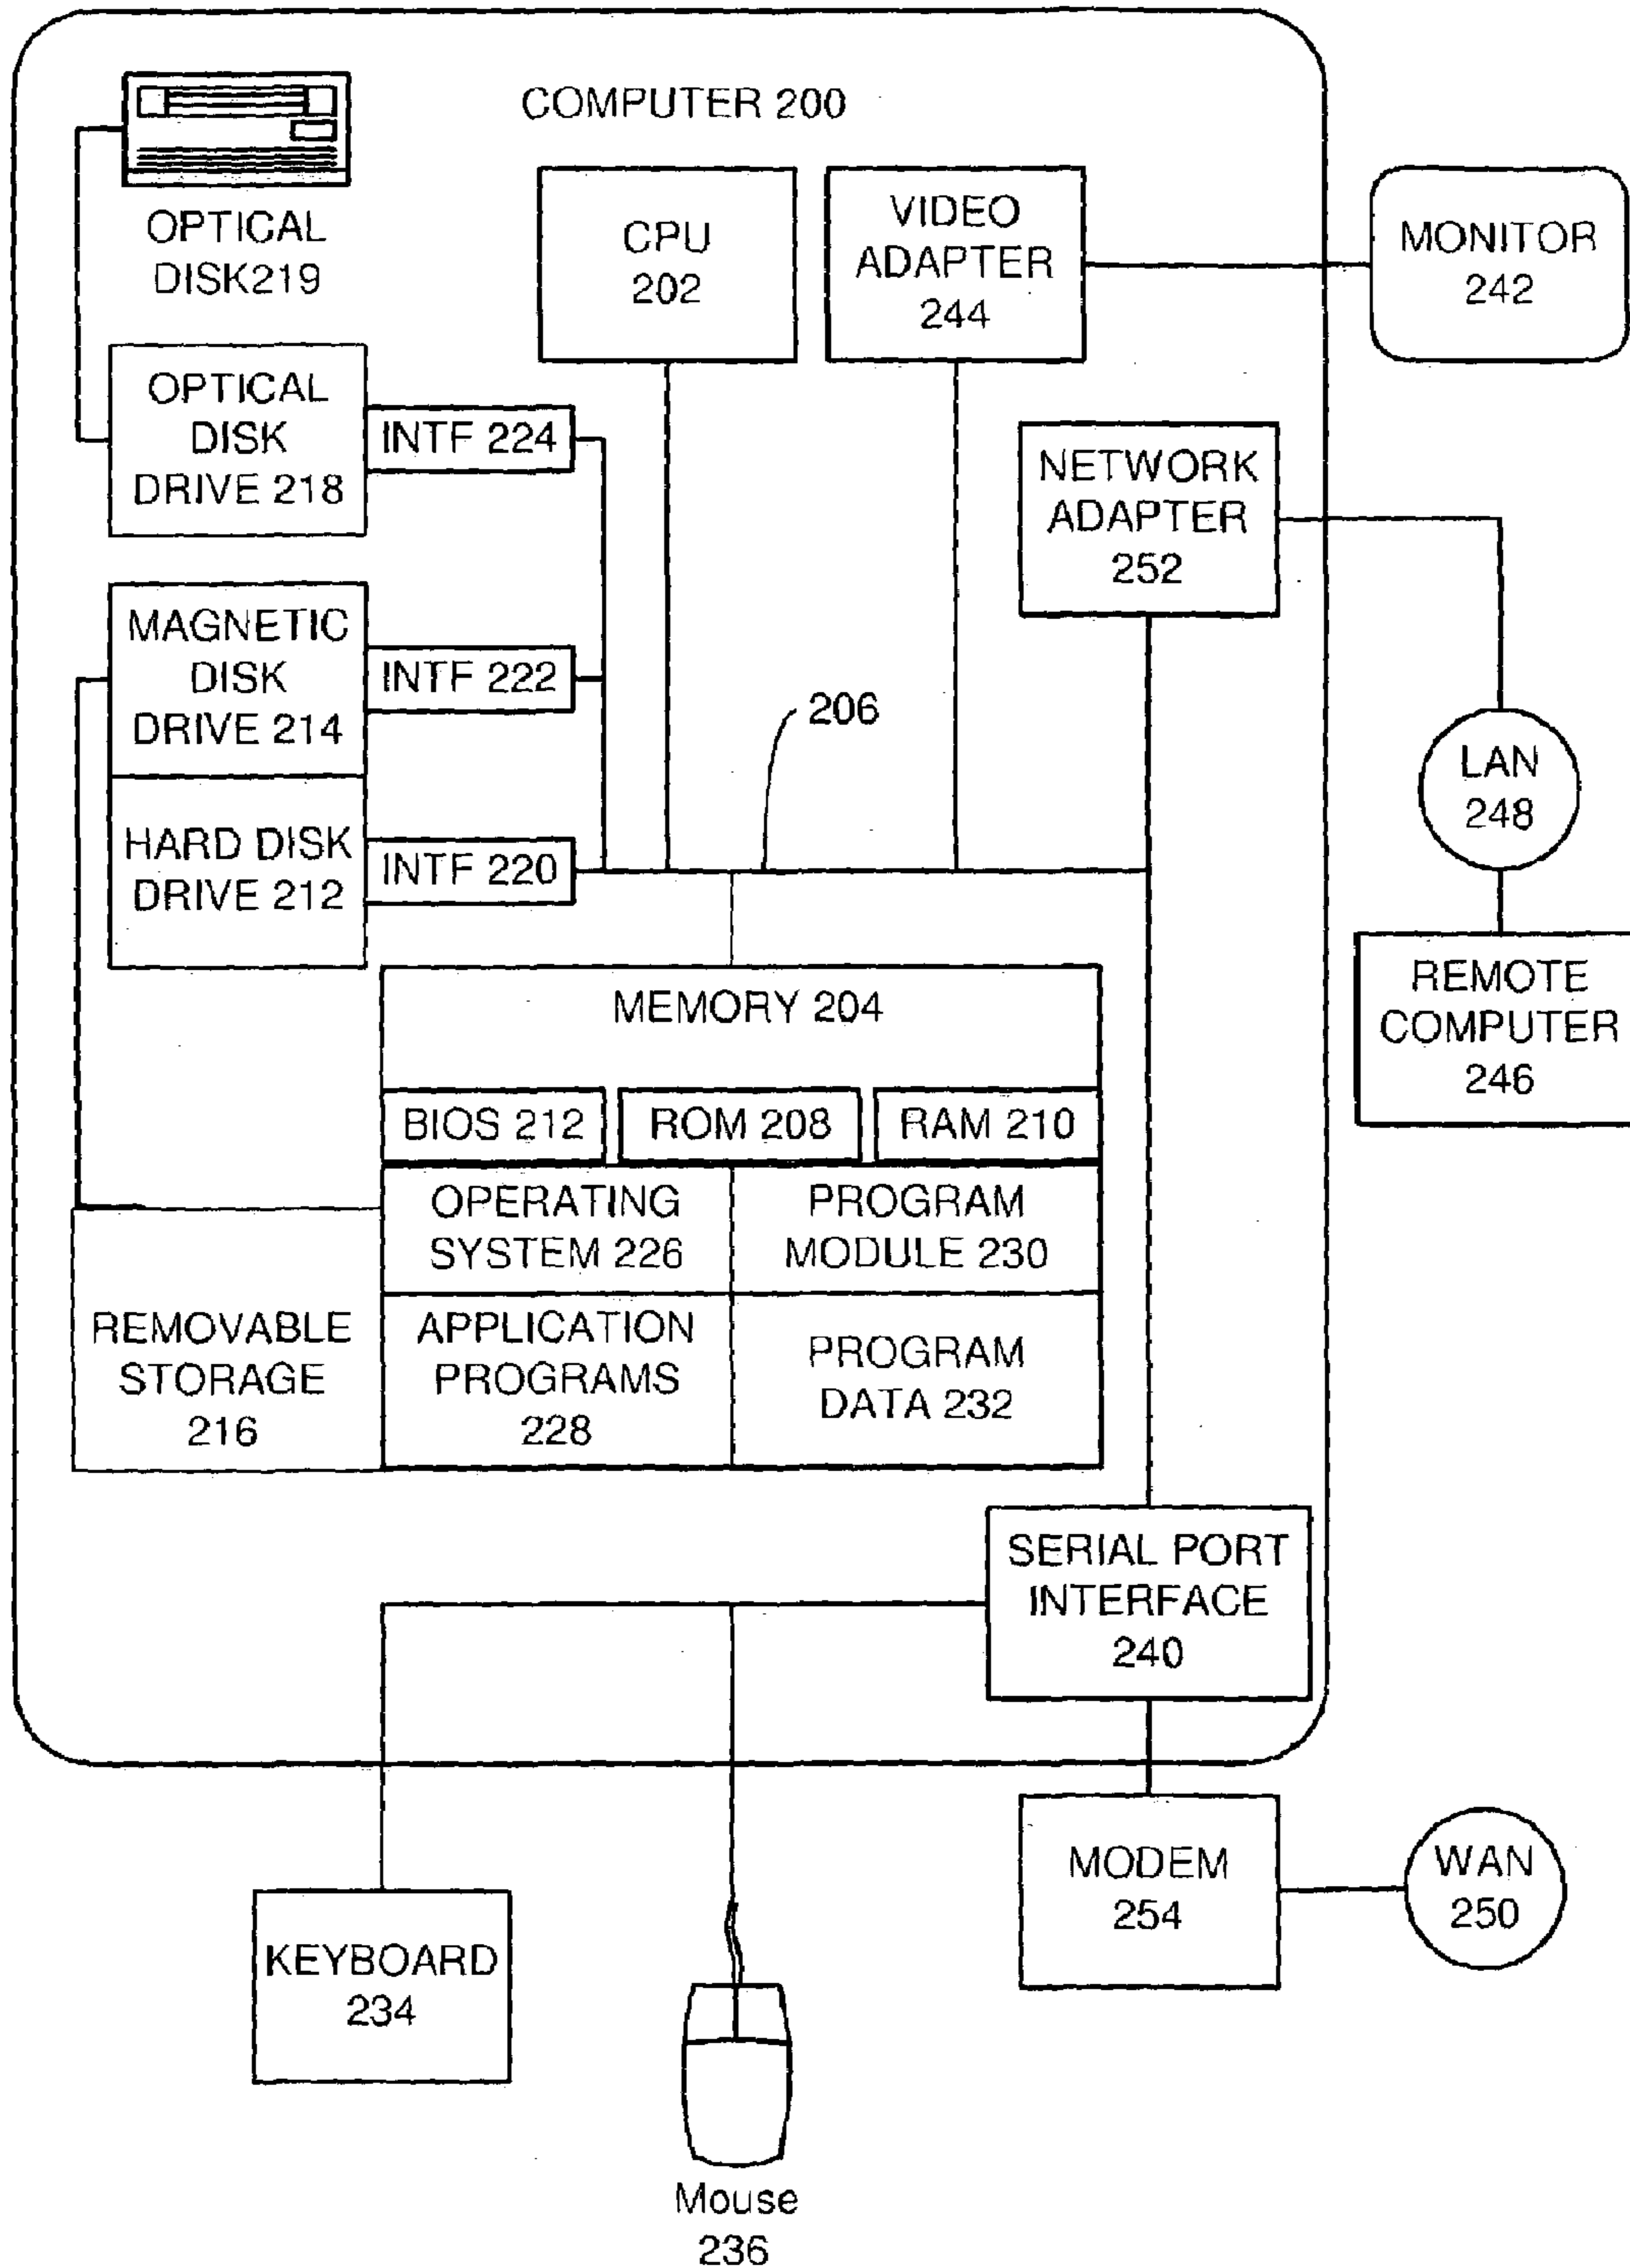 COMPUTER 200
OPTICAL
DISK219
CPU
202
VIDEO
ADAPTER
244
MONITOR
242
OPTICAL
DISK
DRIVE 218
INTF 224
NETWORK
ADAPTER
252
MAGNETIC
DISK
DRIVE 214
INTF 222
206
LAN
248
HARD DISK
DRIVE 212
INTF 220
REMOTE
COMPUTER
246
MEMORY 204
BIOS 212
ROM 208
RAM 210
OPERATING
SYSTEM 226
PROGRAM
MODULE 230
REMOVABLE
STORAGE
216
APPLICATION
PROGRAMS
228
PROGRAM
DATA 232
SERIAL PORT
INTERFACE
240
MODEM
254
WAN
250
KEYBOARD
234
Mouse
236